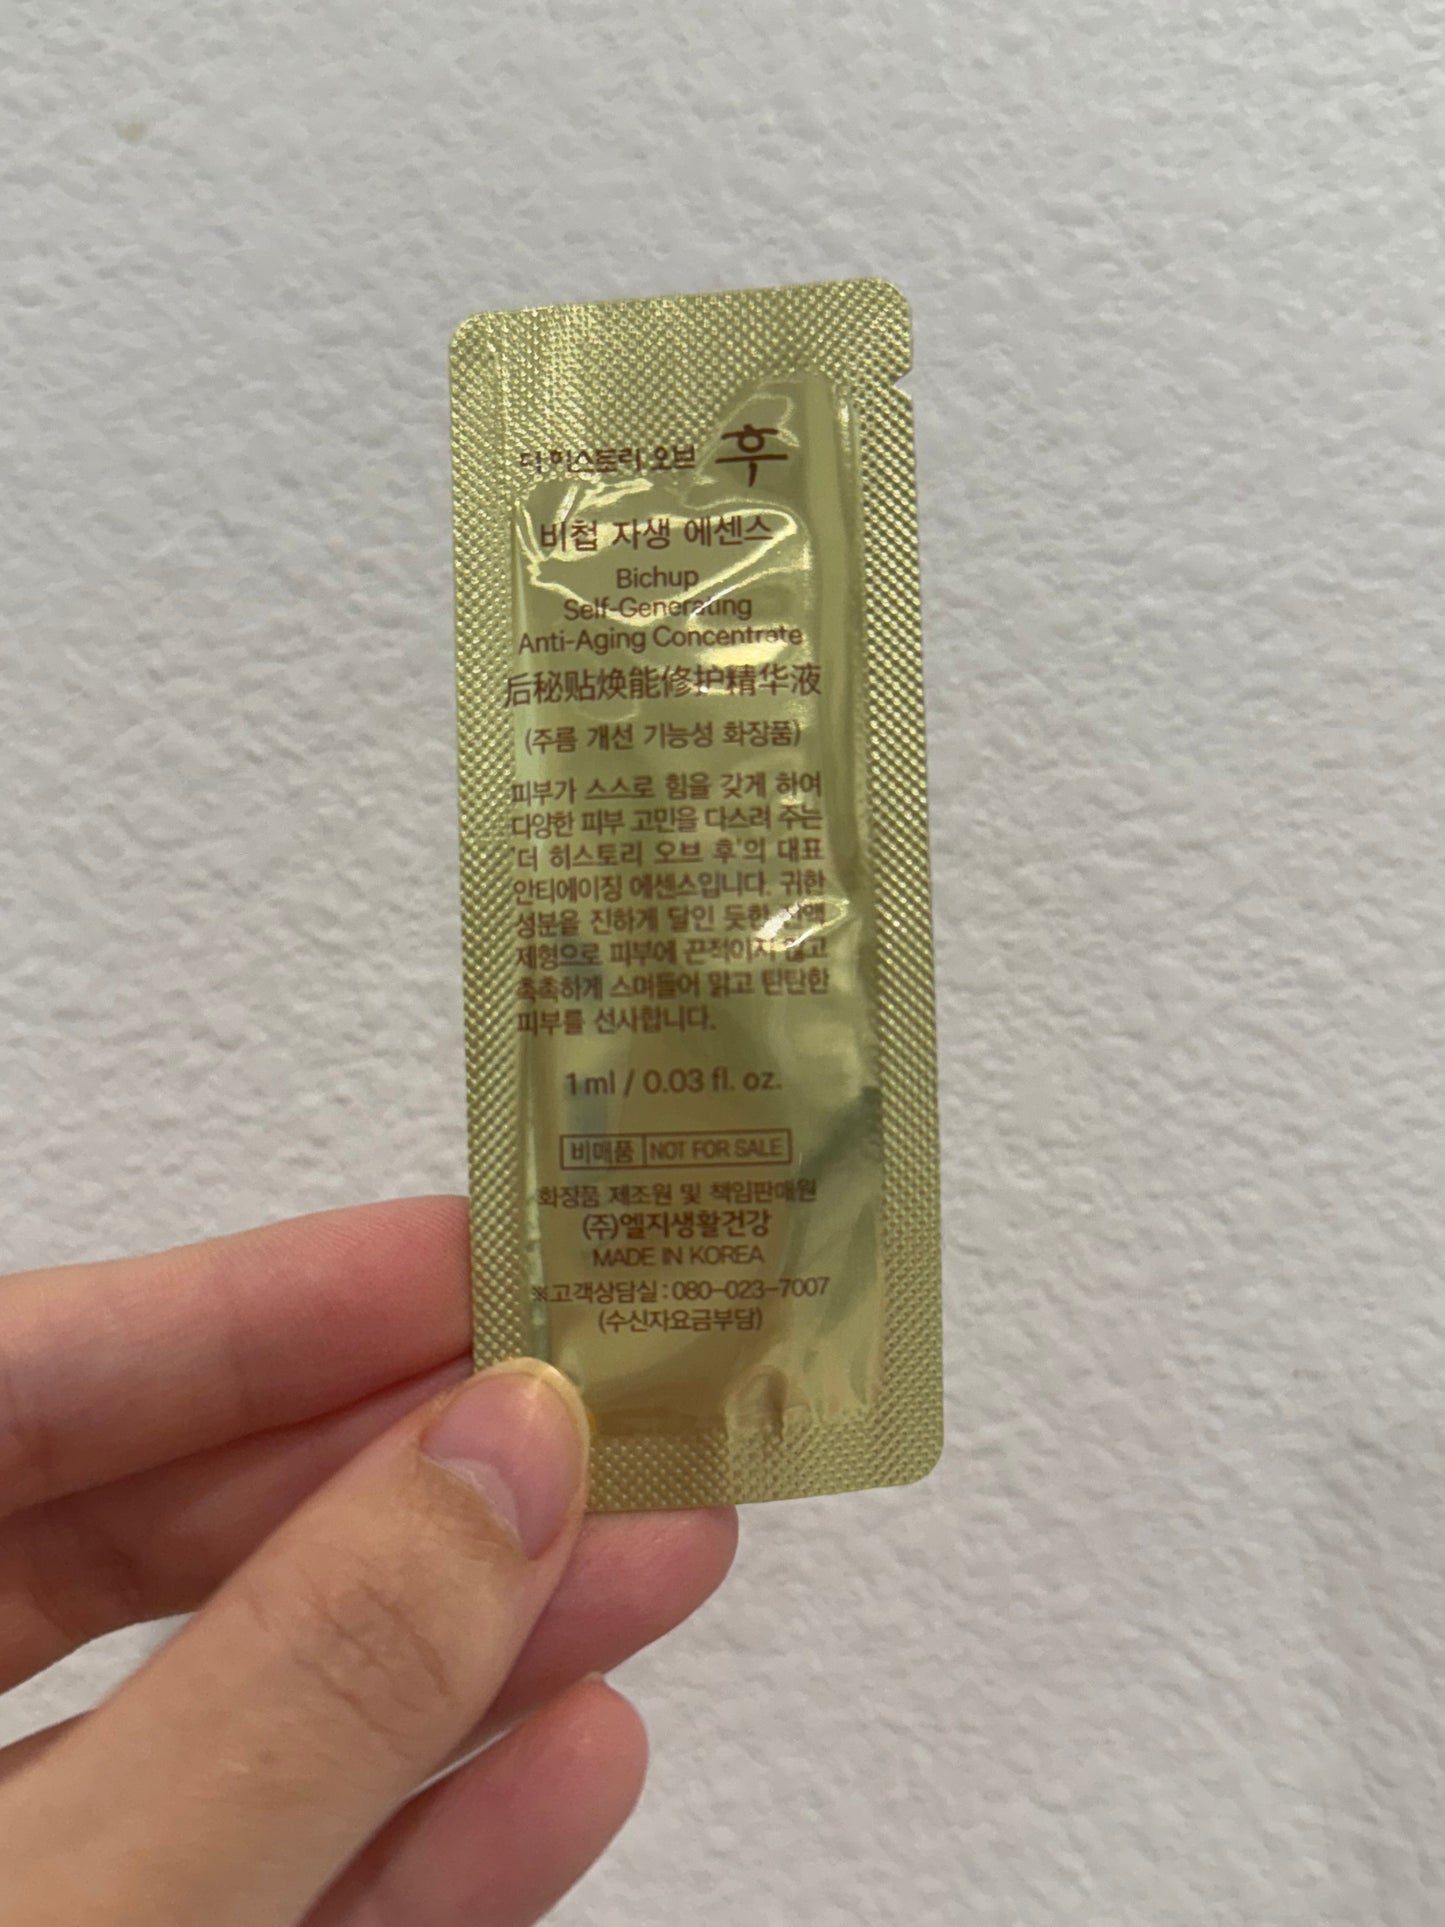 더 히스토리 오브 후
비첩 자생 에센스
Bichup
Self-Generating
Anti-Aging Concentrate
后秘贴焕能修护精华液
(주름 개선 기능성 화장품)
피부가 스스로 힘을 갖게 하여
다양한 피부 고민을 다스려 주는
'더 히스토리 오브 후'의 대표
안티에이징 에센스입니다. 귀한
성분을 진하게 달인 듯한 진액
제형으로 피부에 끈적이지 않고
촉촉하게 스며들어 맑고 탄탄한
피부를 선사합니다.
1 ml / 0.03 fl. oz.
비매품 NOT FOR SALE
화장품 제조원 및 책임판매원
(주)엘지생활건강
MADE IN KOREA
※고객상담실 : 080-023-7007
(수신자요금부담)